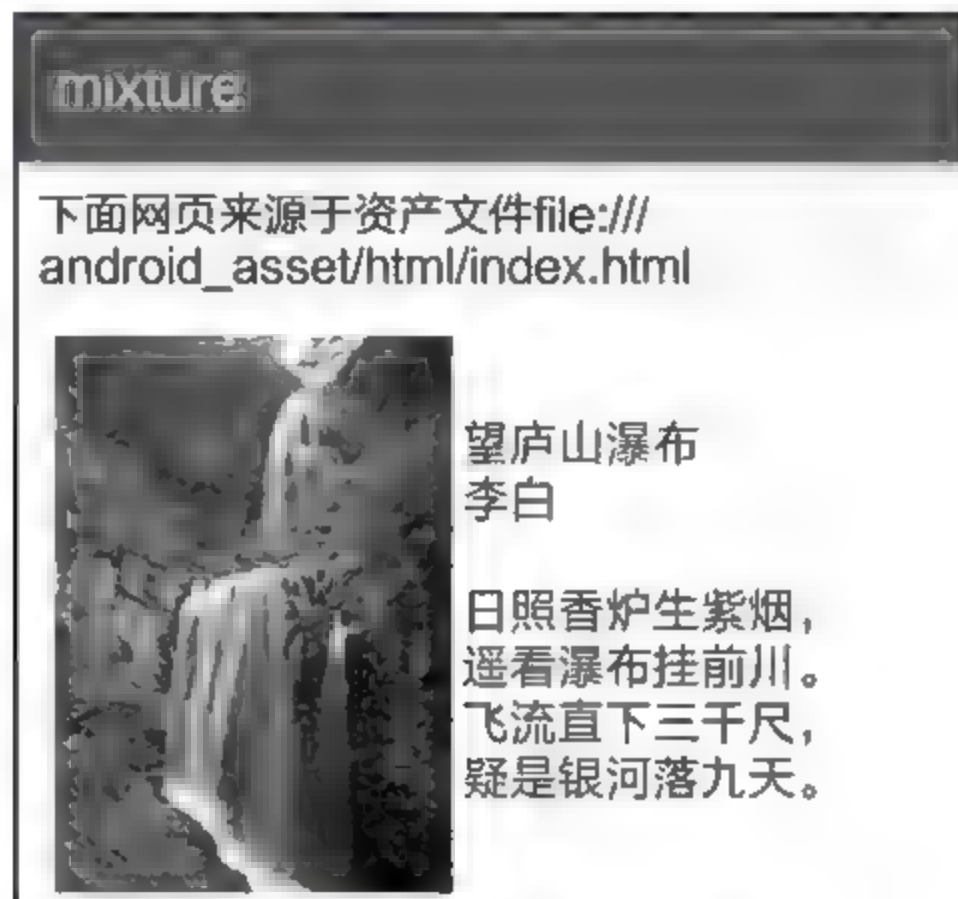 mixture
下面网页来源于资产文件file:///
android_asset/html/index.html
望庐山瀑布
李白
日照香炉生紫烟，
遥看瀑布挂前川。
飞流直下三千尺，
疑是银河落九天。